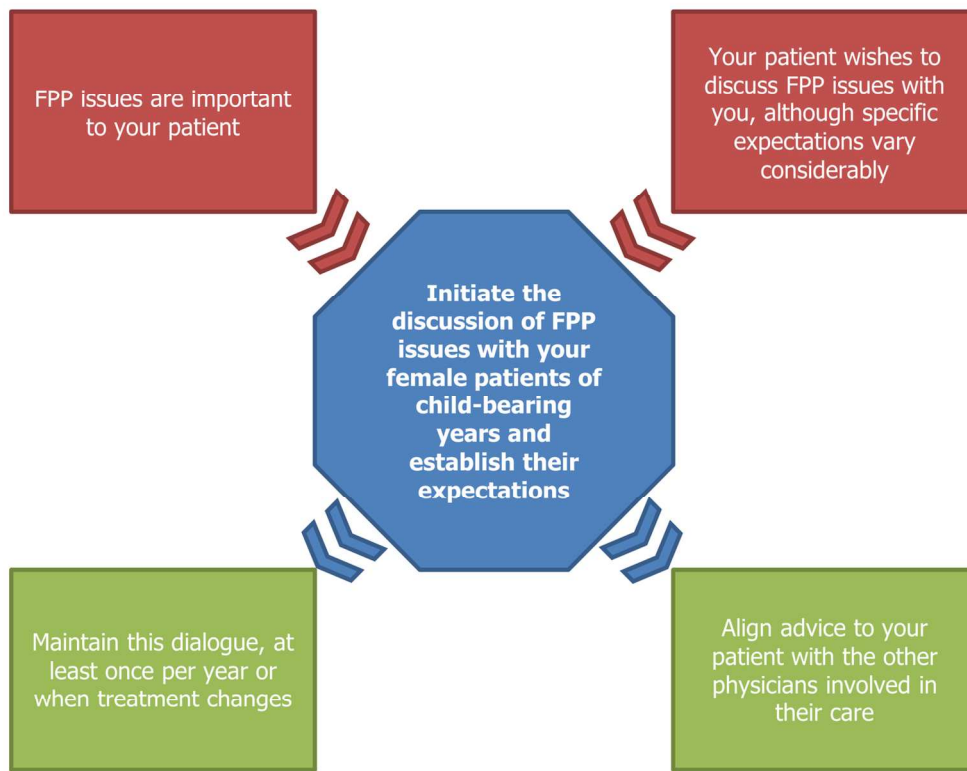 FPP issues are important
to your patient
Your patient wishes to
discuss FPP issues with
you, although specific
expectations vary
considerably
Initiate the
discussion of FPP
issues with your
female patients of
child-bearing
years and
establish their
expectations
Maintain this dialogue, at
least once per year or
when treatment changes
Align advice to your
patient with the other
physicians involved in
their care